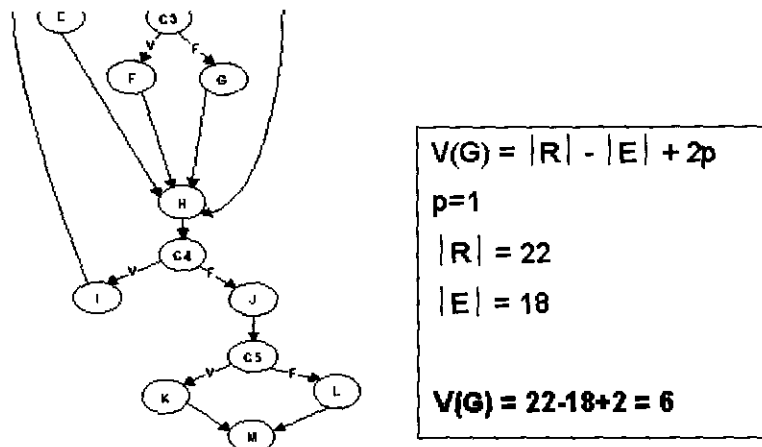 E
C3
V
F
F
G
H
C4
V
F
I
J
C5
V
F
K
L
M
V(G) = |R| - |E| + 2p
p=1
|R| = 22
|E| = 18
V(G) = 22-18+2 = 6